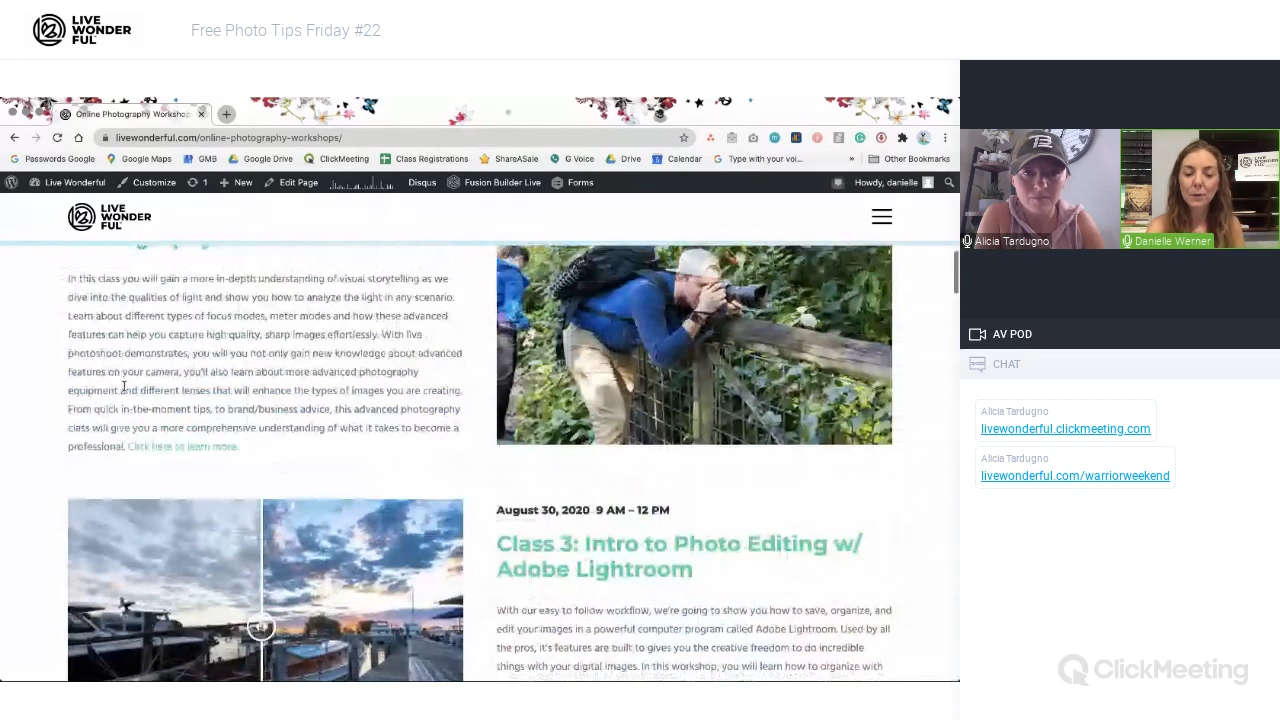 LIVE WONDER FUL
Free Photo Tips Friday #22
Online Photography Workshop
livewonderful.com/online-photography-workshops/
Passwords Google
Google Maps
GMB
Google Drive
ClickMeeting
Class Registrations
ShareASale
G Voice
Drive
Calendar
Type with your voi...
»
Other Bookmarks
Live Wonderful
Customize
1
New
Edit Page
Disqus
Fusion Builder Live
Forms
Howdy, danielle
LIVE WONDER FUL
In this class you will gain a more in-depth understanding of visual storytelling as we
dive into the qualities of light and show you how to analyze the light in any scenario.
Learn about different types of focus modes, meter modes and how these advanced
features can help you capture high quality, sharp images effortlessly. With live
photoshoot demonstrates, you will you not only gain new knowledge about advanced
features on your camera, you'll also learn about more advanced photography
equipment and different lenses that will enhance the types of images you are creating.
From quick in-the-moment tips, to brand/business advice, this advanced photography
class will give you a more comprehensive understanding of what it takes to become a
professional. Click here to learn more.
August 30, 2020 9 AM – 12 PM
Class 3: Intro to Photo Editing w/
Adobe Lightroom
With our easy to follow workflow, we're going to show you how to save, organize, and
edit your images in a powerful computer program called Adobe Lightroom. Used by all
the pros, it's features are built to gives you the creative freedom to do incredible
things with your digital images. In this workshop, you will learn how to organize with
Alicia Tardugno
Danielle Werner
AV POD
CHAT
Alicia Tardugno
livewonderful.clickmeeting.com
Alicia Tardugno
livewonderful.com/warriorweekend
ClickMeeting